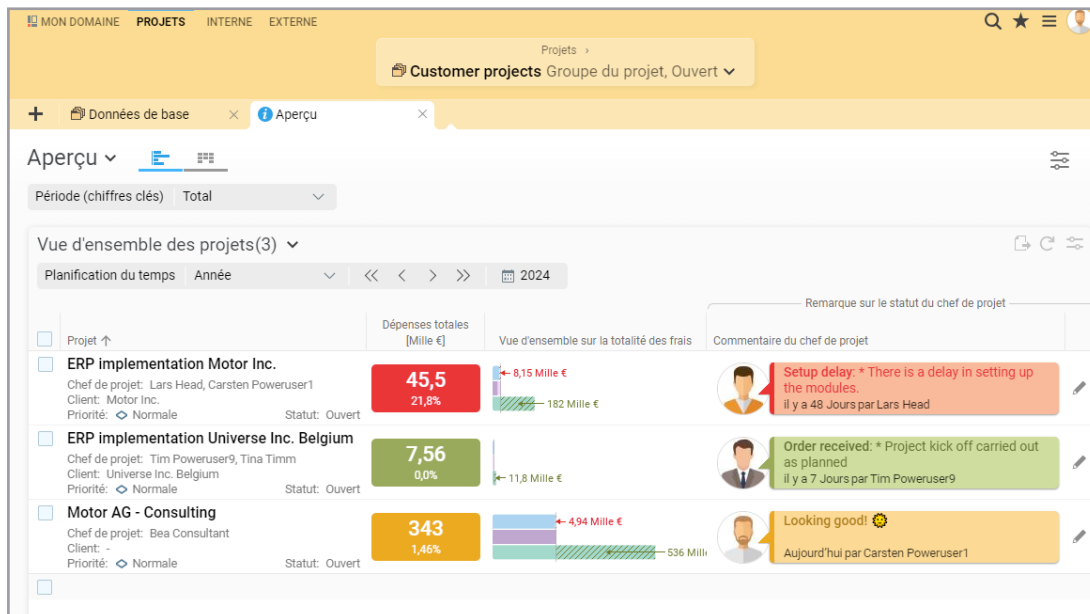 MON DOMAINE PROJETS INTERNE EXTERNE
Projets ›
Customer projects Groupe du projet, Ouvert
Données de base Aperçu
Aperçu
Période (chiffres clés) Total
Vue d'ensemble des projets(3)
Planification du temps Année 2024
Remarque sur le statut du chef de projet
Dépenses totales
[Mille €]
Projet Vue d'ensemble sur la totalité des frais Commentaire du chef de projet
ERP implementation Motor Inc.
Chef de projet: Lars Head, Carsten Poweruser1
Client: Motor Inc.
Priorité: Normale Statut: Ouvert
45,5
21,8%
8,15 Mille €
182 Mille €
Setup delay: * There is a delay in setting up
the modules.
il y a 48 Jours par Lars Head
ERP implementation Universe Inc. Belgium
Chef de projet: Tim Poweruser9, Tina Timm
Client: Universe Inc. Belgium
Priorité: Normale Statut: Ouvert
7,56
0,0%
11,8 Mille €
Order received: * Project kick off carried out
as planned
il y a 7 Jours par Tim Poweruser9
Motor AG - Consulting
Chef de projet: Bea Consultant
Client: -
Priorité: Normale Statut: Ouvert
343
1,46%
4,94 Mille €
536 Mill
Looking good! 🌞
Aujourd'hui par Carsten Poweruser1